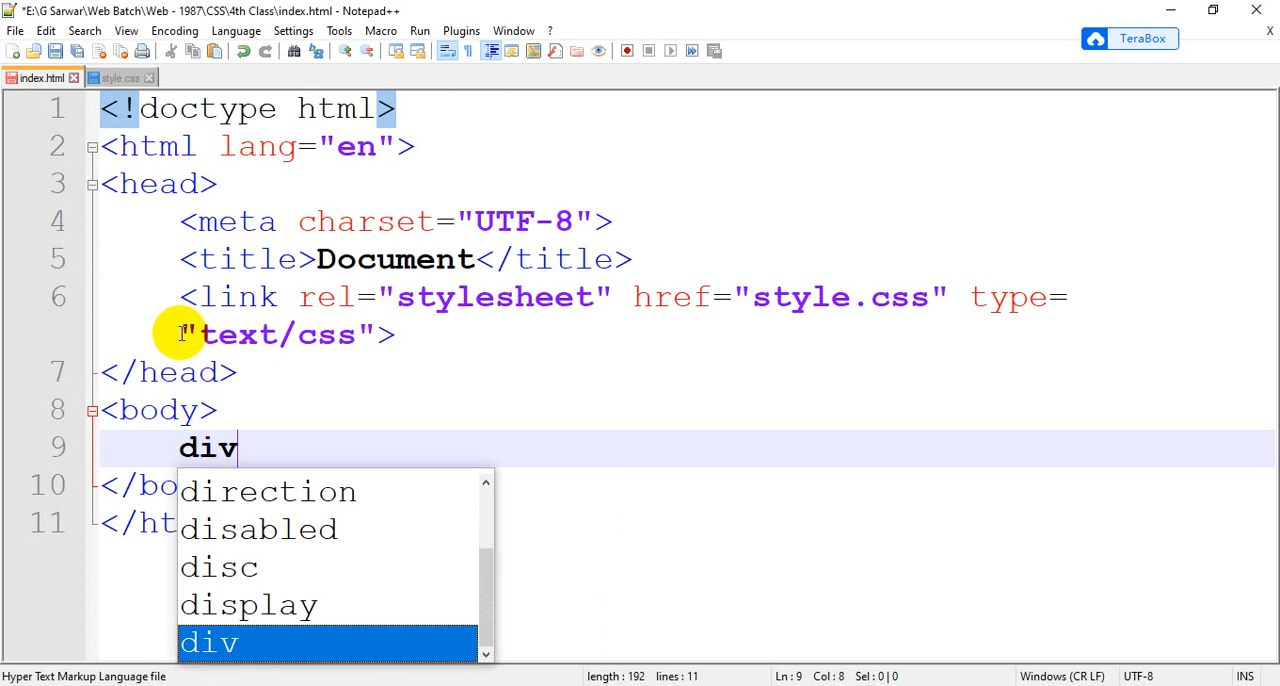 *E:\G Sarwar\Web Batch\Web - 1987\CSS\4th Class\index.html - Notepad++
File Edit Search View Encoding Language Settings Tools Macro Run Plugins Window ?
X
TeraBox
index.html style.css
1 <!doctype html>
2 <html lang="en">
3 <head>
4 <meta charset="UTF-8">
5 <title>Document</title>
6 <link rel="stylesheet" href="style.css" type=
"text/css">
7 </head>
8 <body>
9 div
10 </bo
11 </ht
direction
disabled
disc
display
div
Hyper Text Markup Language file length : 192 lines : 11 Ln : 9 Col : 8 Sel : 0 | 0 Windows (CR LF) UTF-8 INS